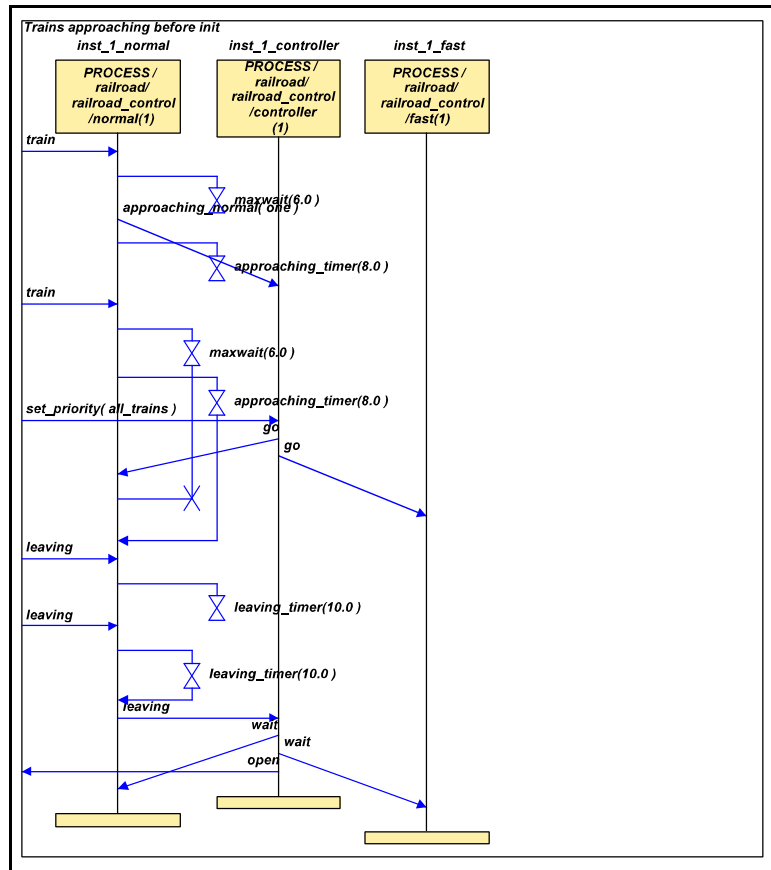 Trains approaching before init
inst_1_normal
inst_1_controller
inst_1_fast
PROCESS /
railroad/
railroad_control
/normal(1)
PROCESS /
railroad/
railroad_control
/controller
(1)
PROCESS /
railroad/
railroad_control
/fast(1)
train
maxwait(6.0 )
approaching_normal( one )
approaching_timer(8.0 )
train
maxwait(6.0 )
approaching_timer(8.0 )
set_priority( all_trains )
go
go
leaving
leaving_timer(10.0 )
leaving
leaving_timer(10.0 )
leaving
wait
wait
open